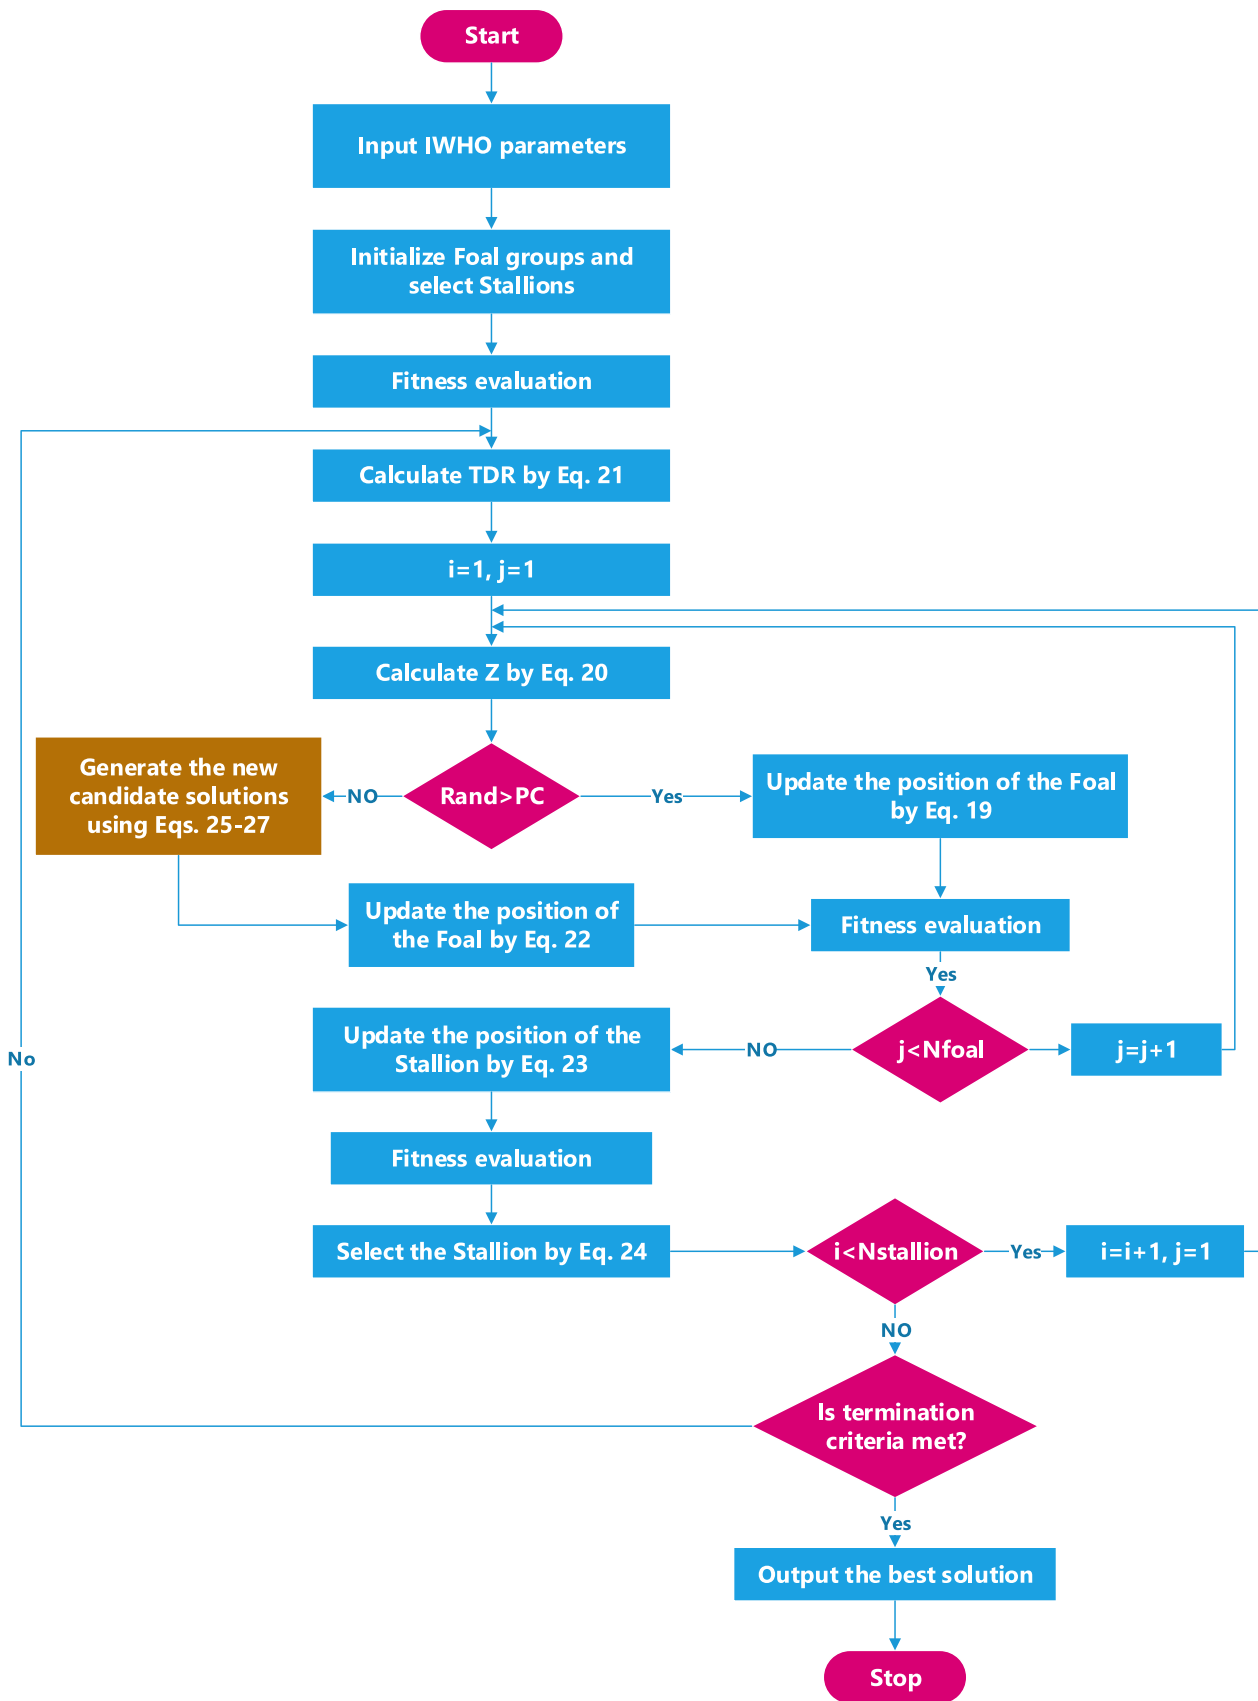 Start
Input IWHO parameters
Initialize Foal groups and
select Stallions
Fitness evaluation
Calculate TDR by Eq. 21
i=1, j=1
Calculate Z by Eq. 20
Generate the new
candidate solutions
using Eqs. 25-27
NO
Rand>PC
Yes
Update the position of the Foal
by Eq. 19
Update the position of
the Foal by Eq. 22
Fitness evaluation
Yes
Update the position of the
Stallion by Eq. 23
NO
j<Nfoal
j=j+1
No
Fitness evaluation
Select the Stallion by Eq. 24
i<Nstallion
Yes
i=i+1, j=1
NO
Is termination
criteria met?
Yes
Output the best solution
Stop